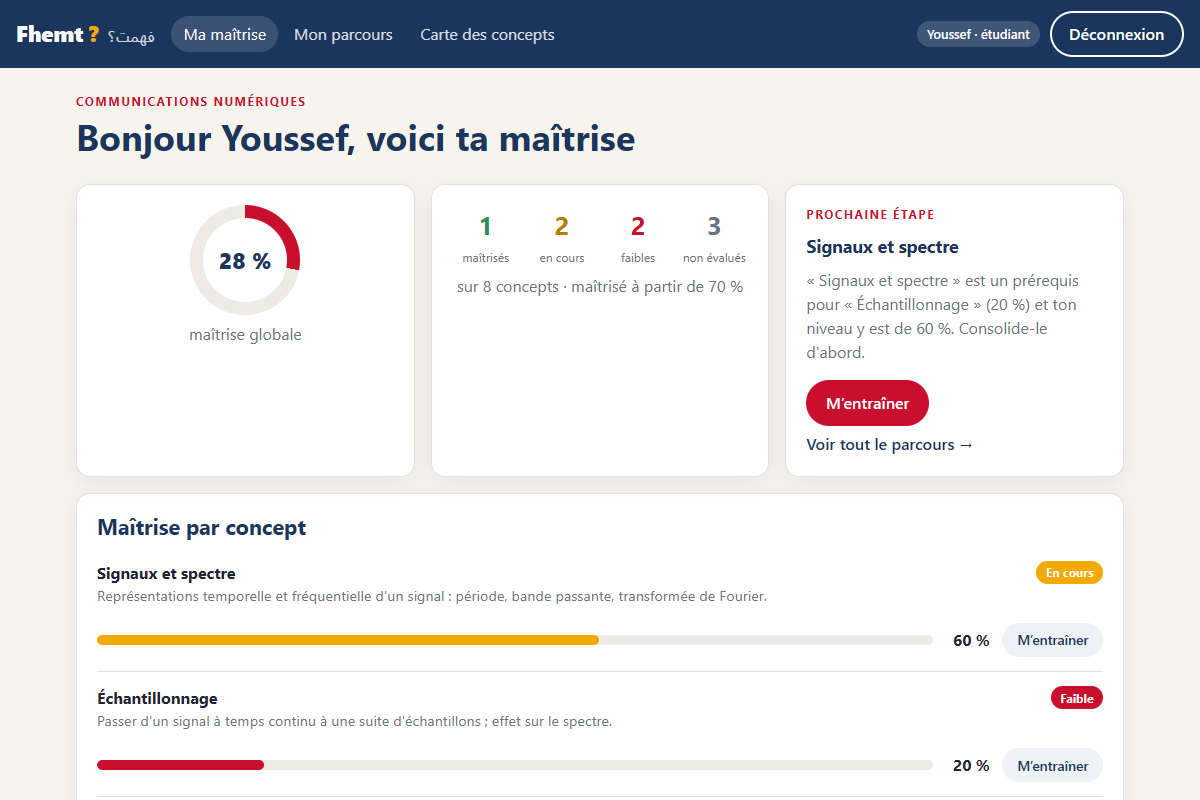 Fhemt ? فهمت؟ Ma maîtrise Mon parcours Carte des concepts Youssef · étudiant Déconnexion
COMMUNICATIONS NUMÉRIQUES
Bonjour Youssef, voici ta maîtrise
28 %
maîtrise globale
1 2 2 3
maîtrisés en cours faibles non évalués
sur 8 concepts · maîtrisé à partir de 70 %
PROCHAINE ÉTAPE
Signaux et spectre
« Signaux et spectre » est un prérequis
pour « Échantillonnage » (20 %) et ton
niveau y est de 60 %. Consolide-le
d'abord.
M'entraîner
Voir tout le parcours →
Maîtrise par concept
Signaux et spectre En cours
Représentations temporelle et fréquentielle d'un signal : période, bande passante, transformée de Fourier.
60 % M'entraîner
Échantillonnage Faible
Passer d'un signal à temps continu à une suite d'échantillons ; effet sur le spectre.
20 % M'entraîner